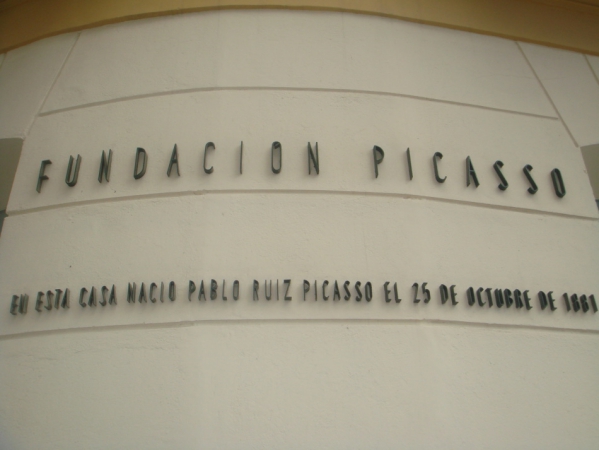 FUNDACION PICASSO
EN ESTA CASA NACIO PABLO RUIZ PICASSO EL 25 DE OCTUBRE DE 1881